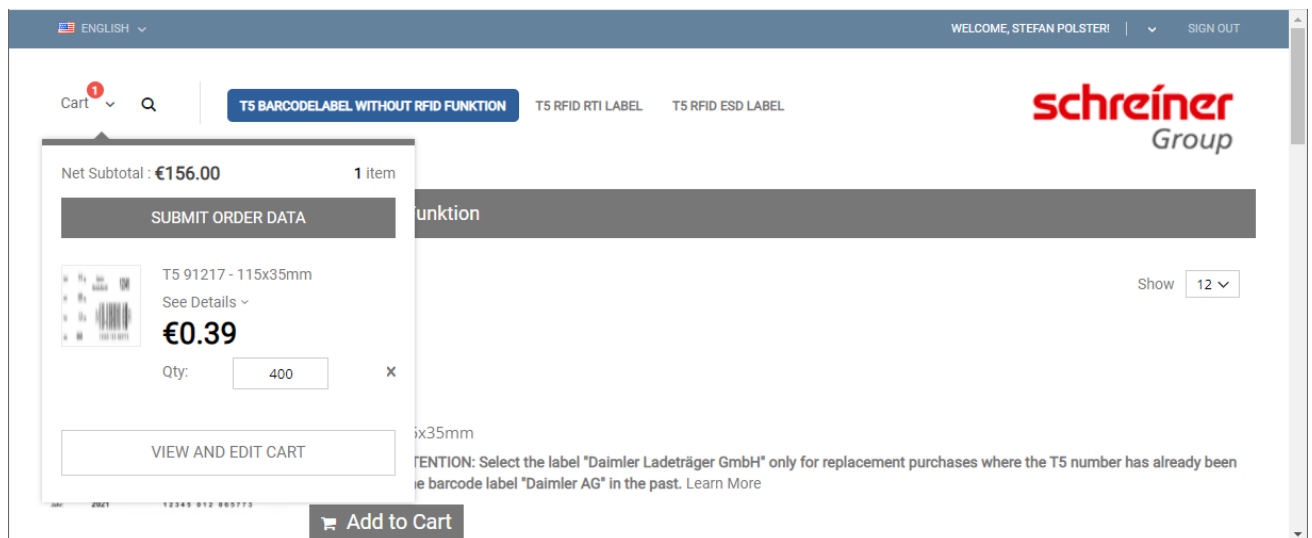 ENGLISH
WELCOME, STEFAN POLSTER!
SIGN OUT
Cart
1
T5 BARCODELABEL WITHOUT RFID FUNKTION
T5 RFID RTI LABEL
T5 RFID ESD LABEL
schreiner
Group
Net Subtotal : €156.00
1 item
SUBMIT ORDER DATA
unktion
T5 91217 - 115x35mm
See Details
€0.39
Qty:
400
Show
12
VIEW AND EDIT CART
x35mm
TENTION: Select the label "Daimler Ladeträger GmbH" only for replacement purchases where the T5 number has already been
e barcode label "Daimler AG" in the past. Learn More
2021
Add to Cart